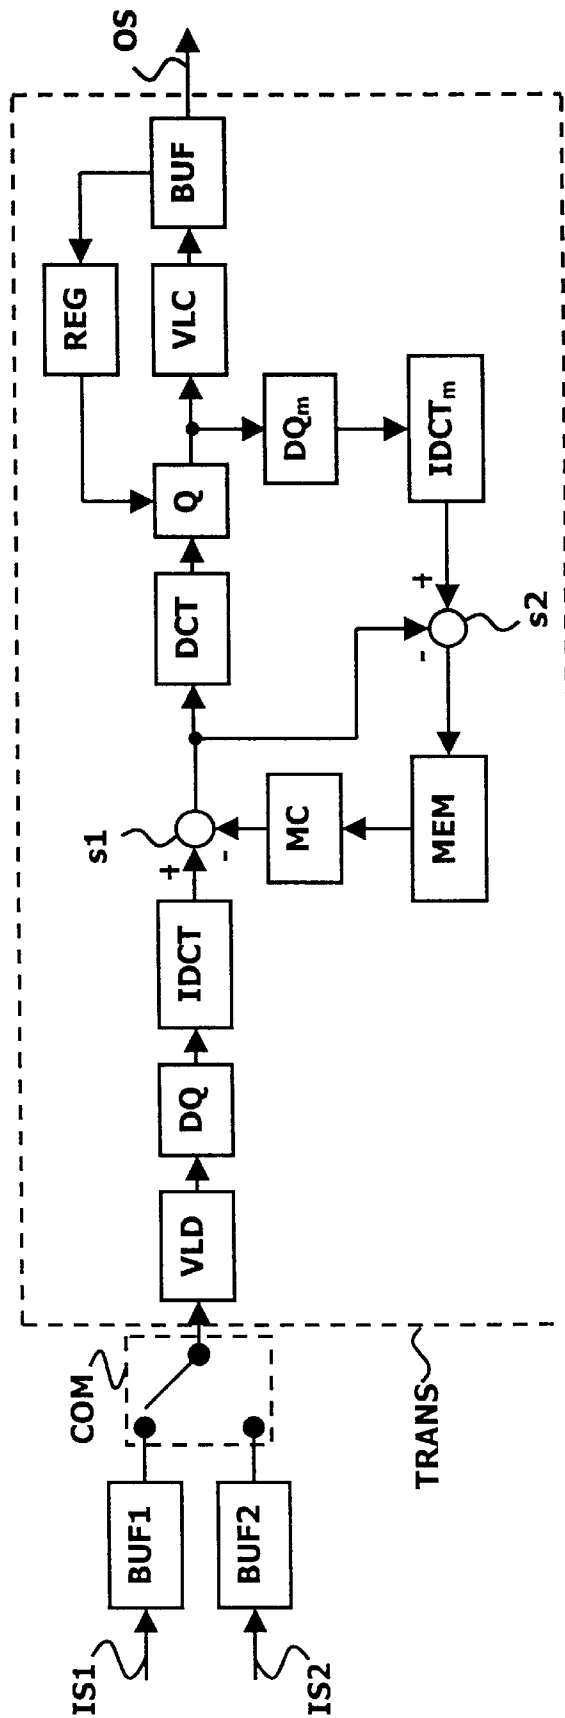 IS1
IS2
BUF1
BUF2
COM
TRANS
VLD
DQ
IDCT
+
-
s1
MC
MEM
DCT
Q
REG
VLC
BUF
OS
DQm
IDCTm
+
-
s2